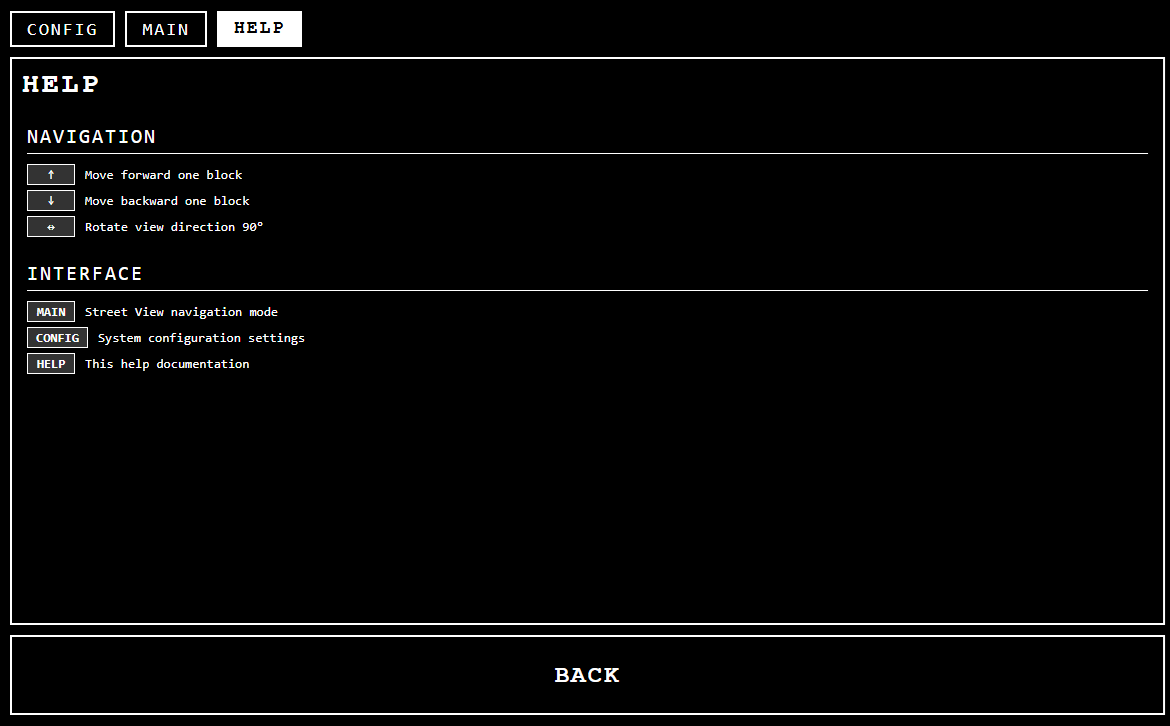 CONFIG MAIN HELP
HELP
NAVIGATION
↑ Move forward one block
↓ Move backward one block
⇔ Rotate view direction 90°
INTERFACE
MAIN Street View navigation mode
CONFIG System configuration settings
HELP This help documentation
BACK